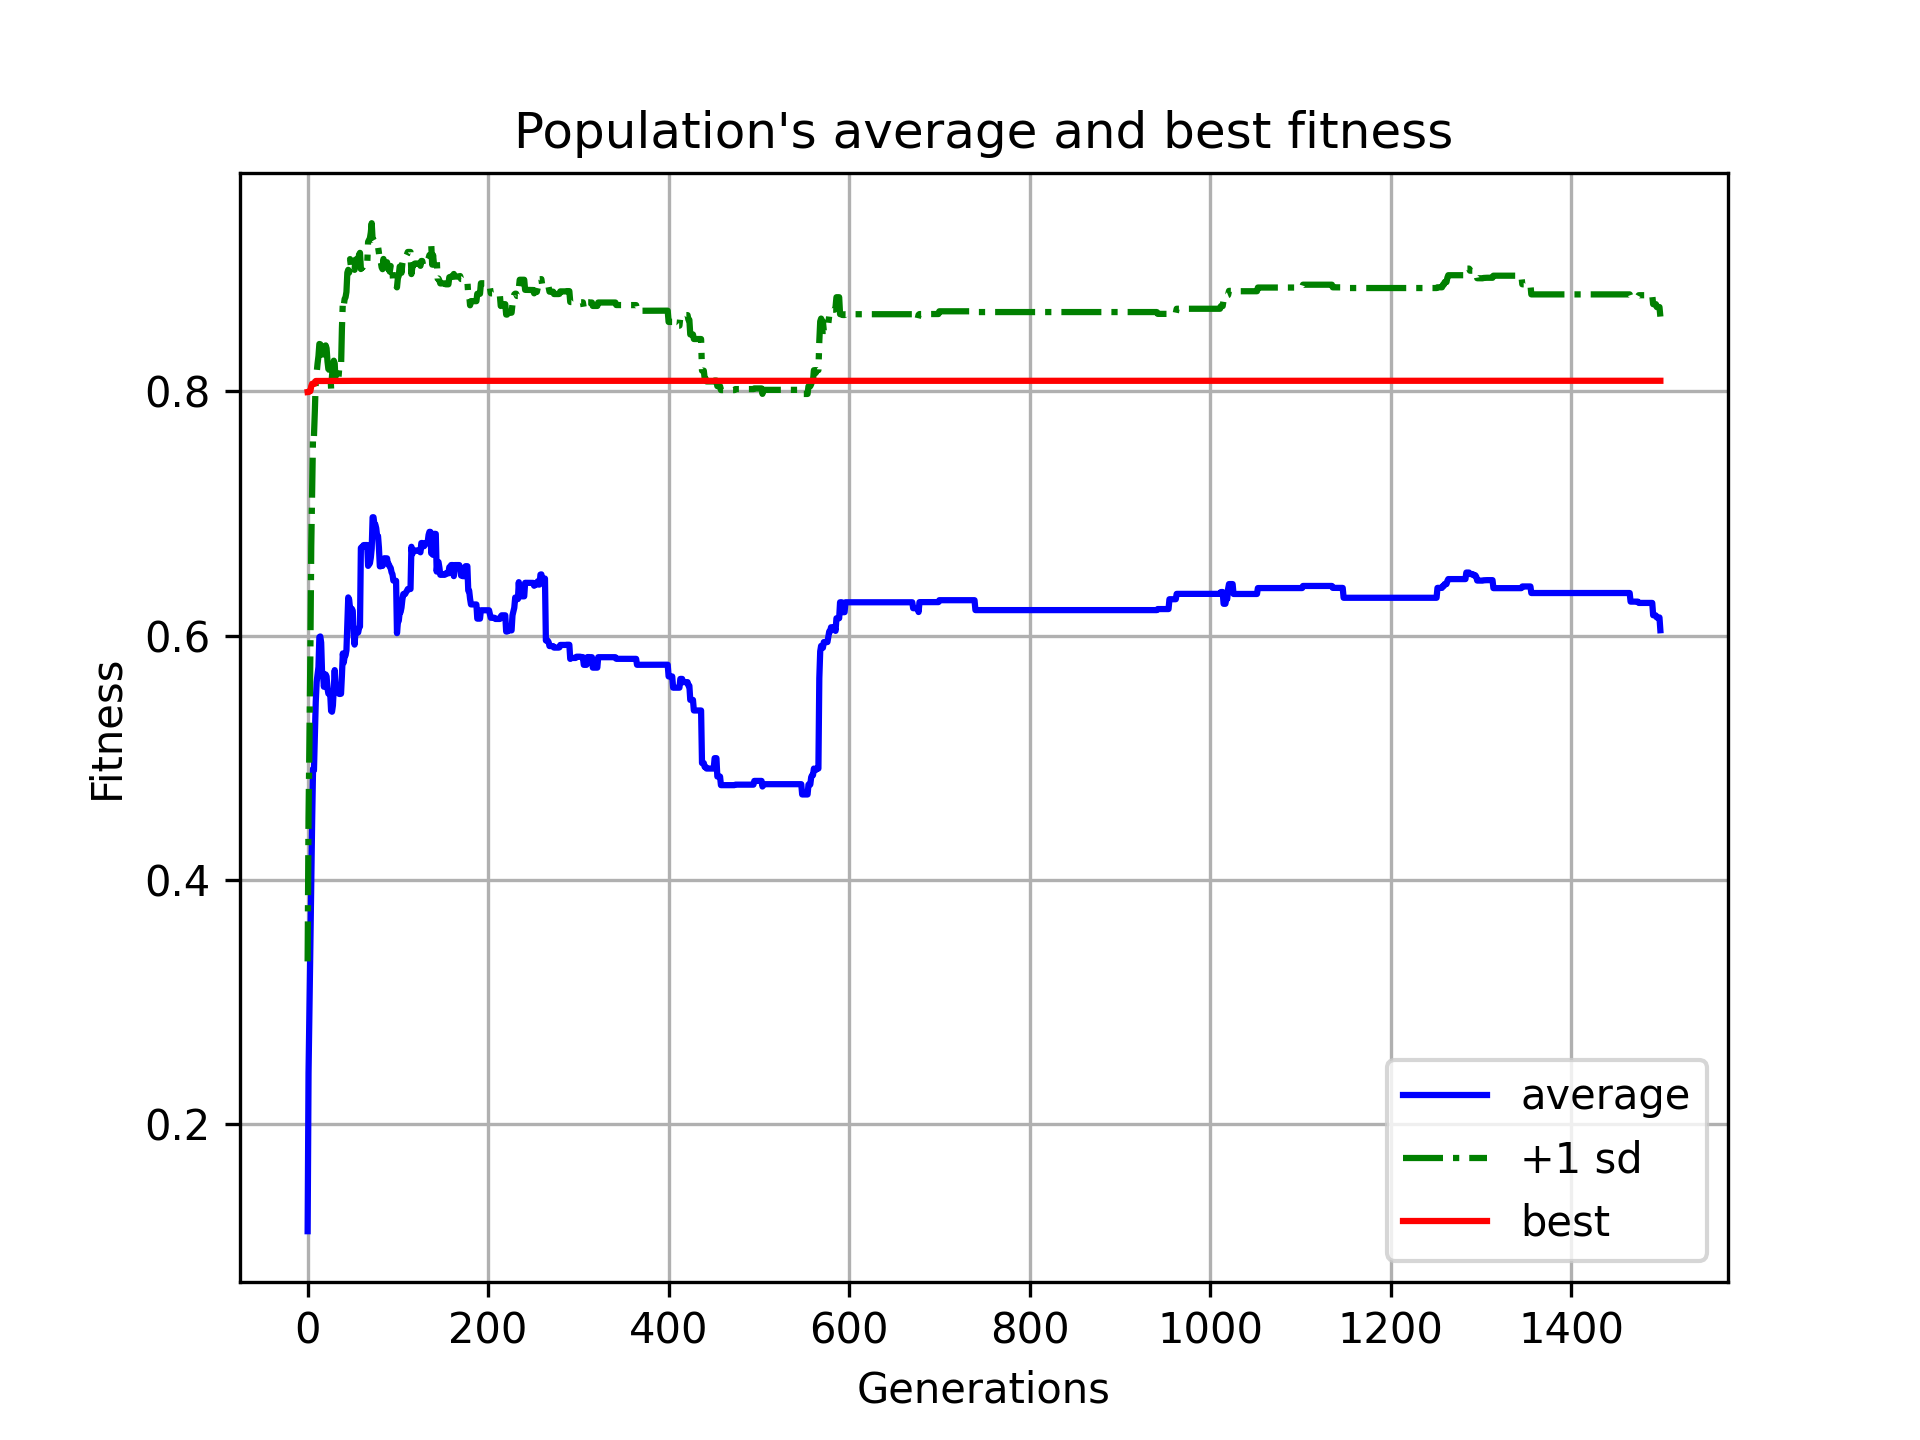 Population's average and best fitness
Fitness
0.8
0.6
0.4
0.2
0 200 400 600 800 1000 1200 1400
Generations
average
+1 sd
best